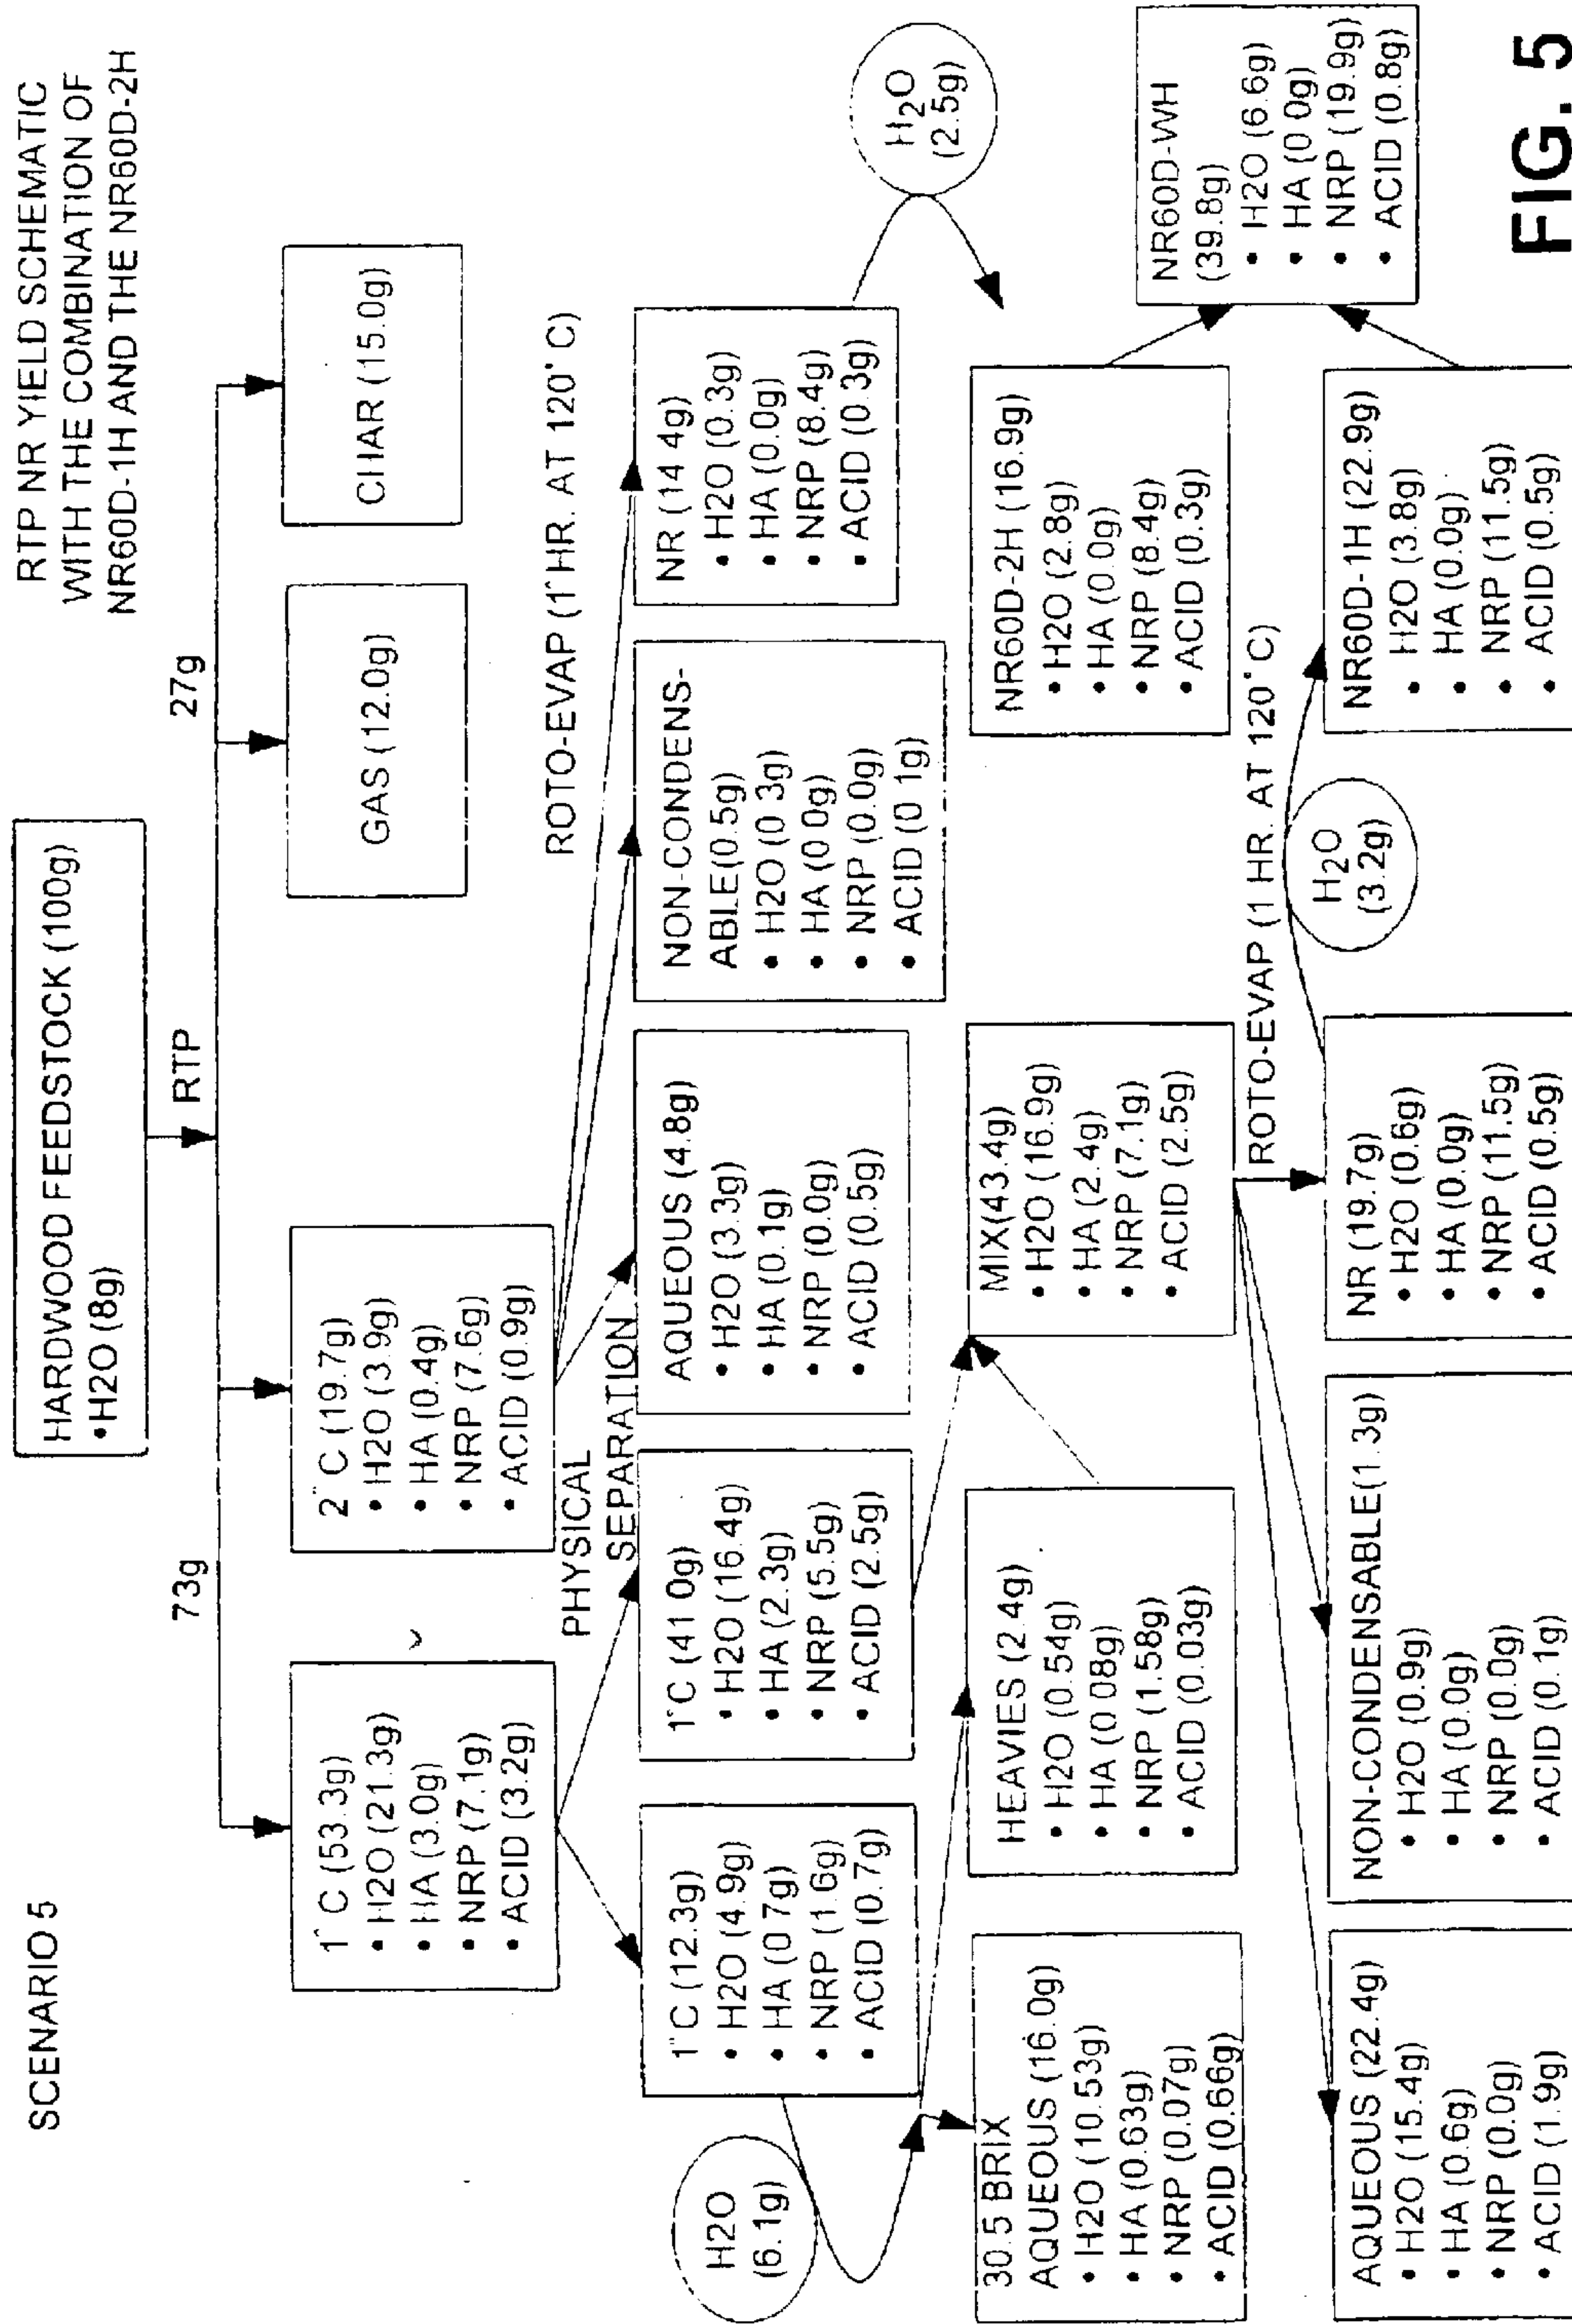 SCENARIO 5
RTP NR YIELD SCHEMATIC
WITH THE COMBINATION OF
NR60D-1H AND THE NR60D-2H
HARDWOOD FEEDSTOCK (100g)
•H2O (8g)
RTP
73g
27g
1˚ C (53.3g)
• H2O (21.3g)
• HA (3.0g)
• NRP (7.1g)
• ACID (3.2g)
2¨ C (19.7g)
• H2O (3.9g)
• HA (0.4g)
• NRP (7.6g)
• ACID (0.9g)
GAS (12.0g)
CHAR (15.0g)
PHYSICAL
SEPARATION
ROTO-EVAP (1 HR. AT 120˚ C)
1¨ C (12.3g)
• H2O (4.9g)
• HA (0 7g)
• NRP (1.6g)
• ACID (0.7g)
1˚C (41 0g)
• H2O (16.4g)
• HA (2.3g)
• NRP (5.5g)
• ACID (2.5g)
AQUEOUS (4.8g)
• H2O (3.3g)
• HA (0.1g)
• NRP (0.0g)
• ACID (0.5g)
NON-CONDENS-
ABLE(0.5g)
• H2O (0 3g)
• HA (0 0g)
• NRP (0.0g)
• ACID (0 1g)
NR (14 4g)
• H2O (0.3g)
• HA (0.0g)
• NRP (8.4g)
• ACID (0.3g)
H2O
(6.1g)
H2O
(2.5g)
30.5 BRIX
AQUEOUS (16.0g)
• H2O (10.53g)
• HA (0.63g)
• NRP (0.07g)
• ACID (0.66g)
HEAVIES (2.4g)
• H2O (0.54g)
• HA (0 08g)
• NRP (1.58g)
• ACID (0.03g)
MIX(43.4g)
• H2O (16.9g)
• HA (2.4g)
• NRP (7.1g)
• ACID (2.5g)
NR60D-2H (16.9g)
• H2O (2.8g)
• HA (0.0g)
• NRP (8.4g)
• ACID (0.3g)
NR60D-WH
(39.8g)
• H2O (6.6g)
• HA (0 0g)
• NRP (19.9g)
• ACID (0.8g)
ROTO-EVAP (1 HR. AT 120˚ C)
H2O
(3.2g)
AQUEOUS (22.4g)
• H2O (15.4g)
• HA (0.6g)
• NRP (0.0g)
• ACID (1.9g)
NON-CONDENSABLE(1.3g)
• H2O (0.9g)
• HA (0.0g)
• NRP (0.0g)
• ACID (0.1g)
NR (19.7g)
• H2O (0.6g)
• HA (0.0g)
• NRP (11.5g)
• ACID (0.5g)
NR60D-1H (22.9g)
• H2O (3.8g)
• HA (0.0g)
• NRP (11.5g)
• ACID (0.5g)
FIG. 5